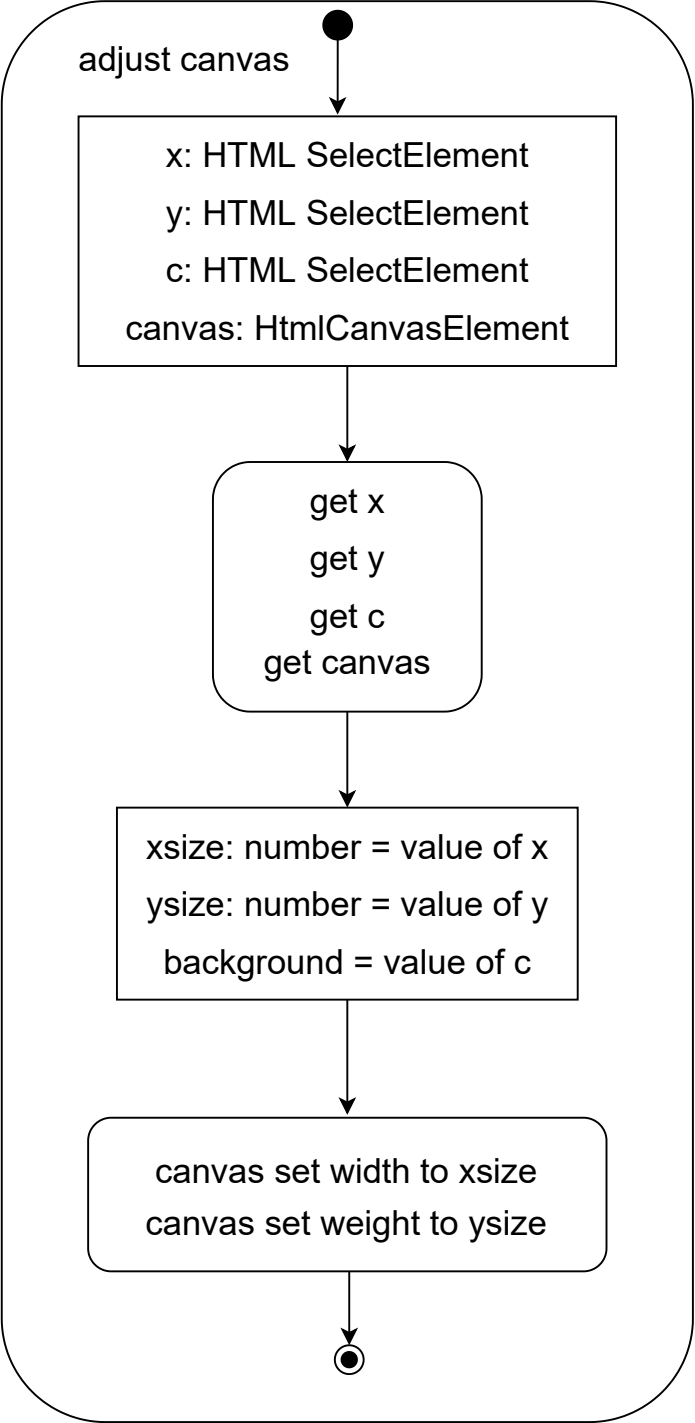 adjust canvas
x: HTML SelectElement
y: HTML SelectElement
c: HTML SelectElement
canvas: HtmlCanvasElement
get x
get y
get c
get canvas
xsize: number = value of x
ysize: number = value of y
background = value of c
canvas set width to xsize
canvas set weight to ysize